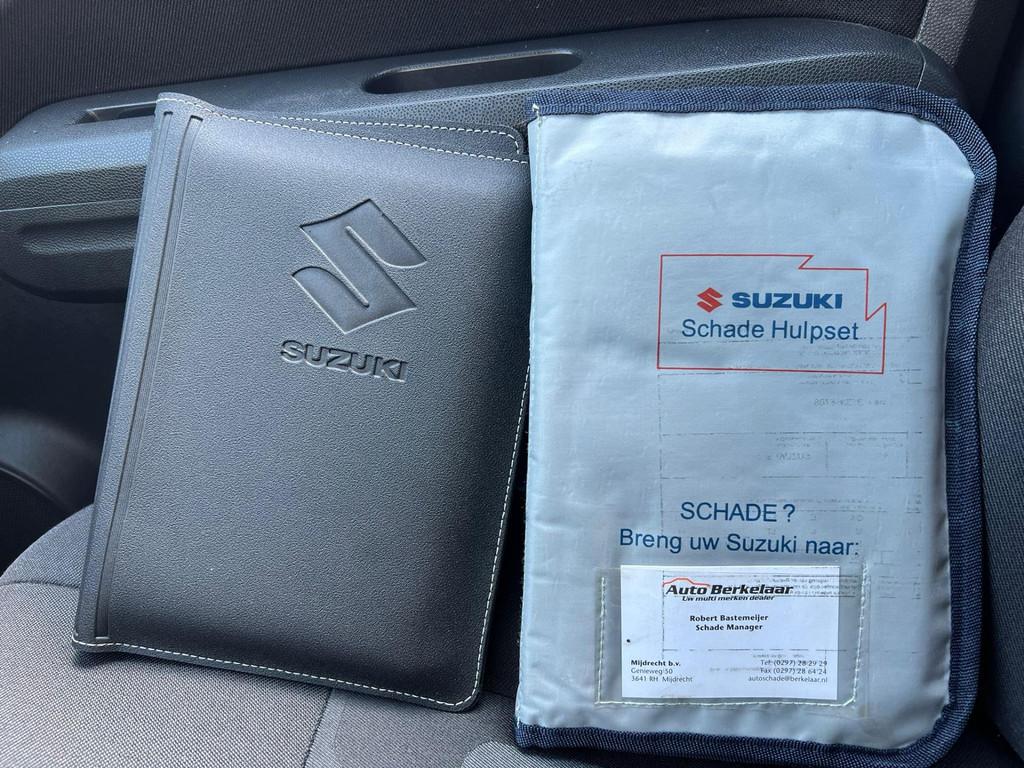 SUZUKI
SUZUKI
Schade Hulpset
SCHADE ?
Breng uw Suzuki naar:
Auto Berkelaar
Uw multi merken dealer
Robert Bastemeijer
Schade Manager
Mijdrecht b.v.
Genieweg 50
3641 RH Mijdrecht
Tel: (0297) 28 29 29
Fax (0297) 28 64 24
autoschade@berkelaar.nl